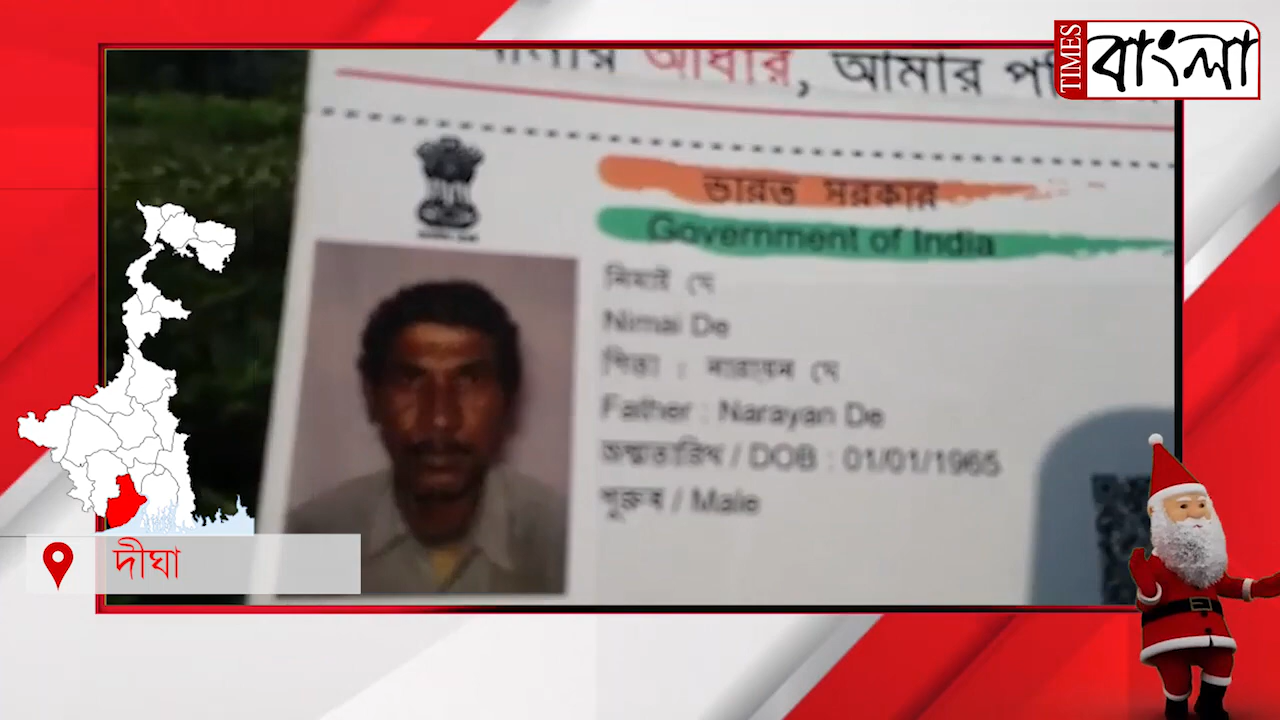 TIMES
বাংলা
আধার, আমার
ভারত সরকার
Government of India
নিমাই দে
Nimai De
পিতা : নারায়ন দে
Father : Narayan De
জন্মতারিখ / DOB : 01/01/1965
পুরুষ / Male
দীঘা